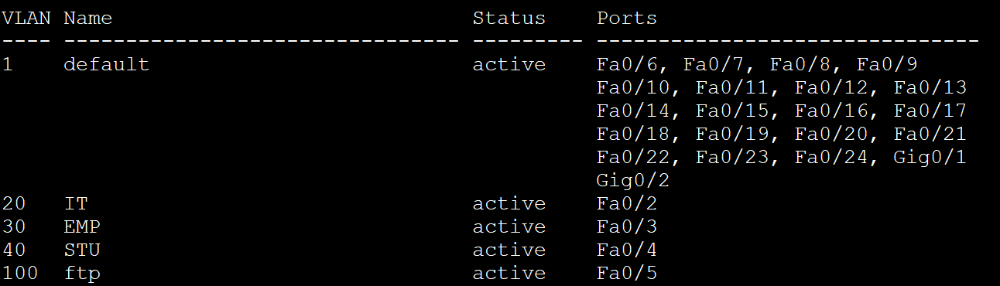 VLAN Name                             Status    Ports
---- -------------------------------- --------- -------------------------------
1    default                          active    Fa0/6, Fa0/7, Fa0/8, Fa0/9
                                                Fa0/10, Fa0/11, Fa0/12, Fa0/13
                                                Fa0/14, Fa0/15, Fa0/16, Fa0/17
                                                Fa0/18, Fa0/19, Fa0/20, Fa0/21
                                                Fa0/22, Fa0/23, Fa0/24, Gig0/1
                                                Gig0/2
20   IT                               active    Fa0/2
30   EMP                              active    Fa0/3
40   STU                              active    Fa0/4
100  ftp                              active    Fa0/5